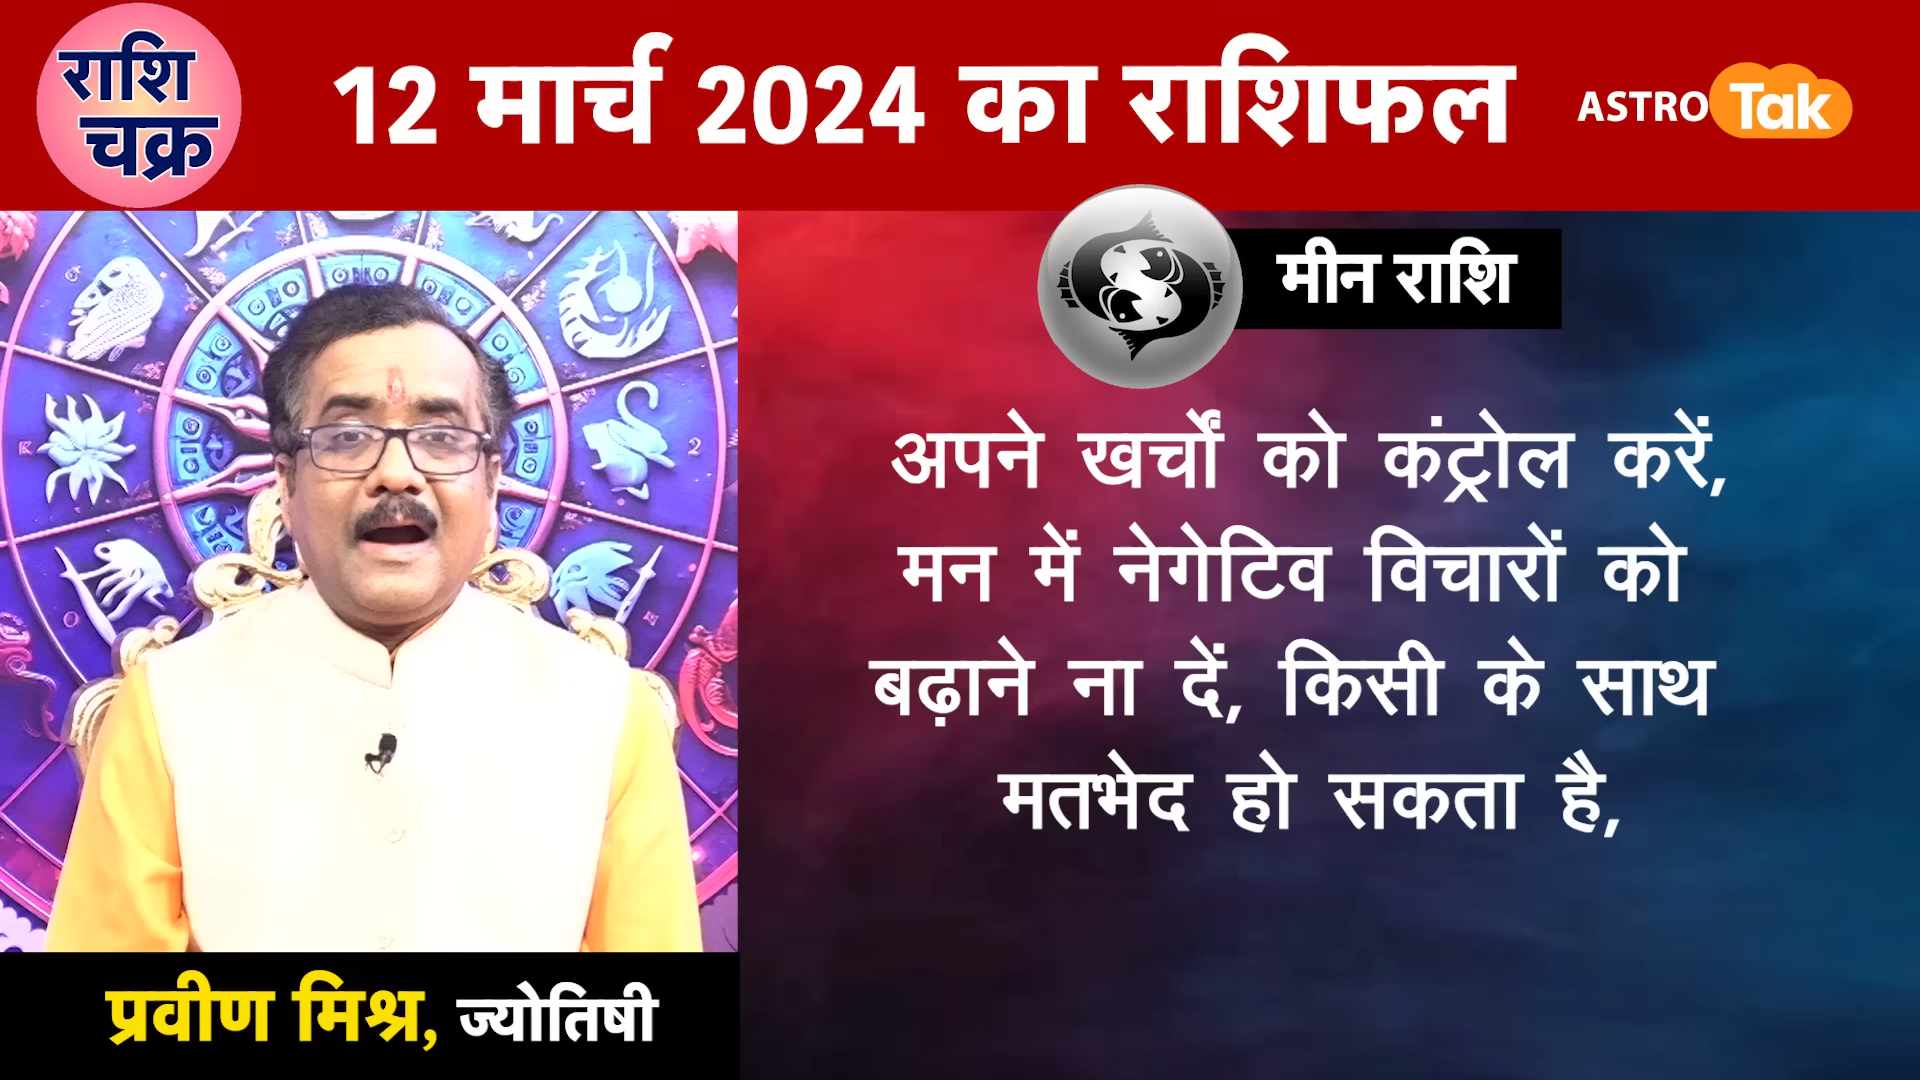 राशि
चक्र
12 मार्च 2024 का राशिफल
ASTRO Tak
मीन राशि
अपने खर्चों को कंट्रोल करें,
मन में नेगेटिव विचारों को
बढ़ाने ना दें, किसी के साथ
मतभेद हो सकता है,
प्रवीण मिश्र, ज्योतिषी